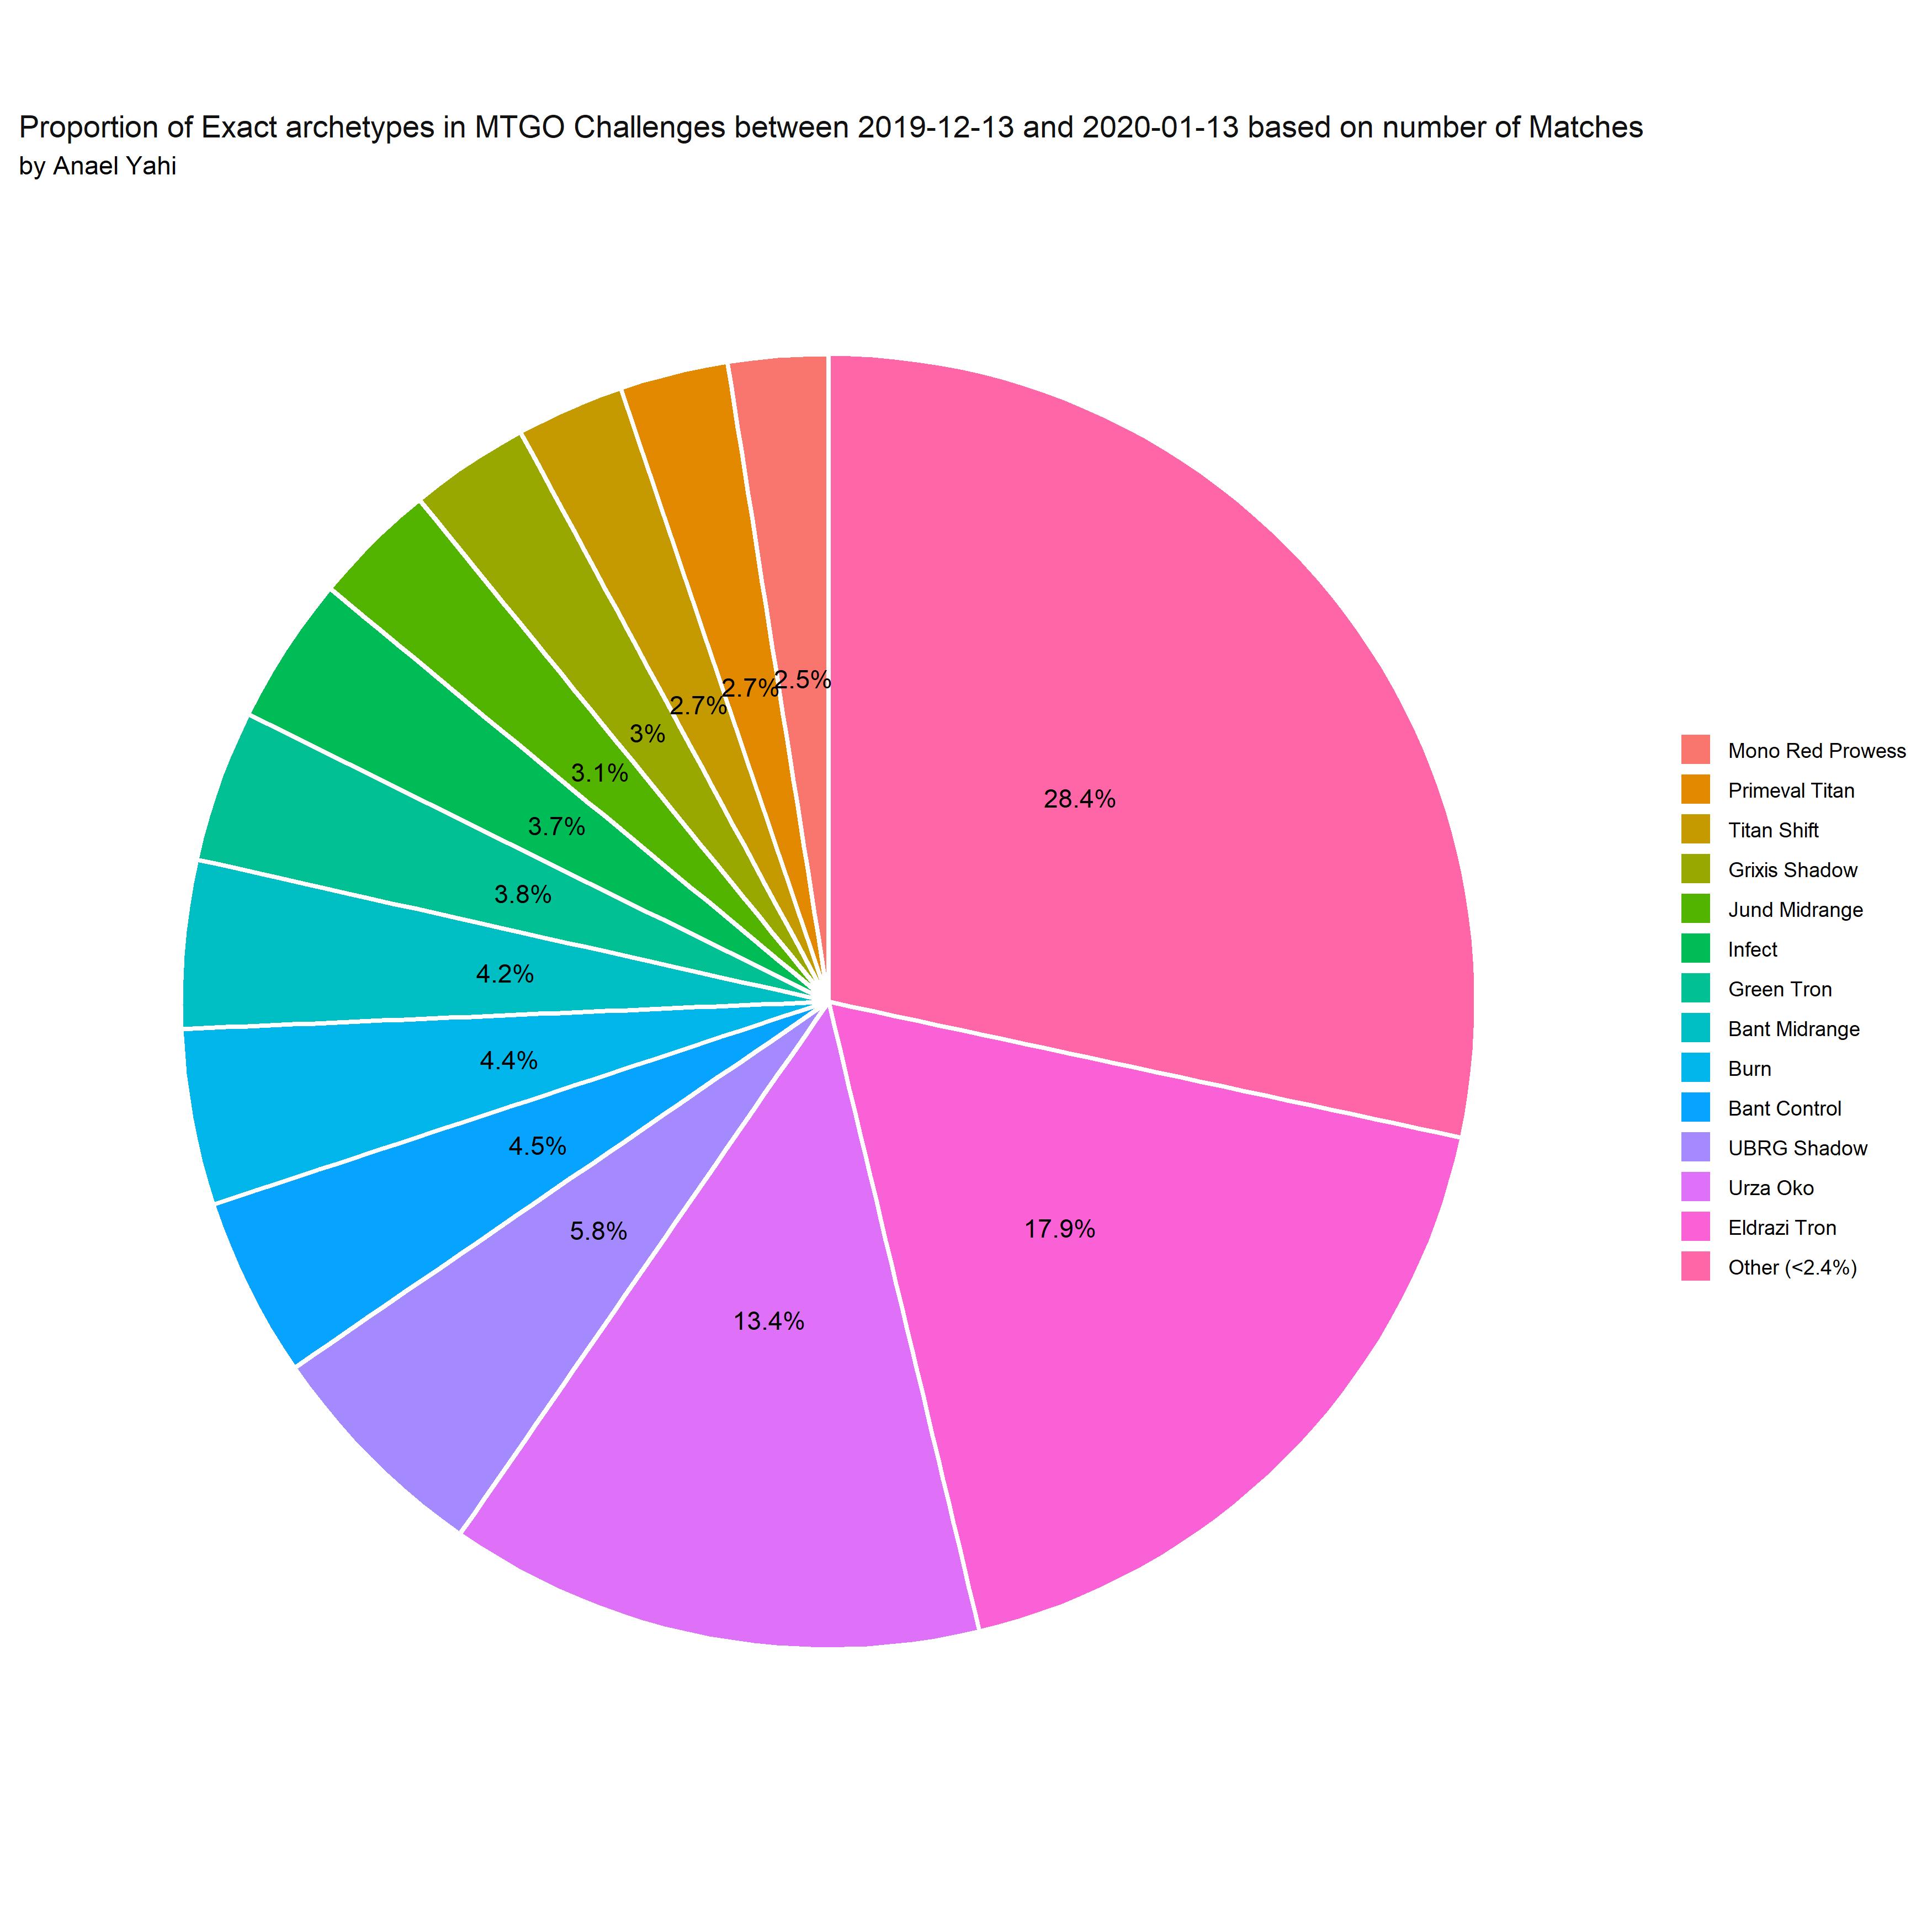 Proportion of Exact archetypes in MTGO Challenges between 2019-12-13 and 2020-01-13 based on number of Matches
by Anael Yahi
2.5%
2.7%
2.7%
3%
3.1%
3.7%
3.8%
4.2%
4.4%
4.5%
5.8%
13.4%
17.9%
28.4%
Mono Red Prowess
Primeval Titan
Titan Shift
Grixis Shadow
Jund Midrange
Infect
Green Tron
Bant Midrange
Burn
Bant Control
UBRG Shadow
Urza Oko
Eldrazi Tron
Other (<2.4%)